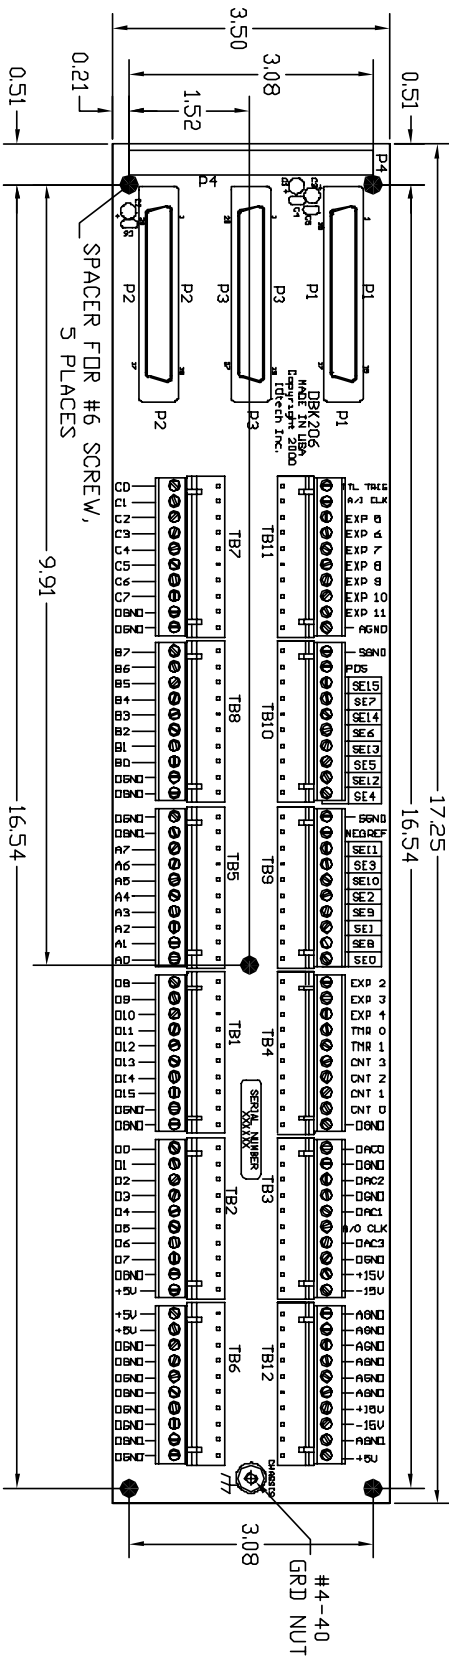 3.50
3.08
1.52
0.21
0.51
0.51
P4
P4
P1
P1
P1
P3
P3
P3
P2
P2
P2
SPACER FOR #6 SCREW,
5 PLACES
DBK206
MADE IN USA
Copyright 2000
IOtech Inc.
9.91
16.54
16.54
17.25
TB11
A/I CLK
EXP 6
EXP 7
EXP 8
EXP 9
EXP 10
EXP 11
AGND
TB7
C0
C1
C2
C3
C4
C5
C6
C7
DGND
DGND
TB10
SGND
SE15
SE7
SE14
SE6
SE13
SE5
SE12
SE4
TB8
B7
B6
B5
B4
B3
B2
B1
B0
DGND
DGND
TB9
SGND
NEGREF
SE11
SE3
SE10
SE2
SE9
SE1
SE8
SE0
TB5
DGND
DGND
A7
A6
A5
A4
A3
A2
A1
A0
TB4
EXP 2
EXP 3
EXP 4
TMR 0
TMR 1
CNT 3
CNT 2
CNT 1
CNT 0
DGND
TB1
D8
D9
D10
D11
D12
D13
D14
D15
DGND
DGND
SERIAL NUMBER
XXXXXX
TB3
DAC0
DGND
DAC2
DGND
DAC1
A/O CLK
DAC3
DGND
+15V
-15V
TB2
D0
D1
D2
D3
D4
D5
D6
D7
DGND
+5V
TB12
AGND
AGND
AGND
AGND
AGND
AGND
+15V
-15V
AGND
+5V
TB6
+5V
+5V
DGND
DGND
DGND
DGND
DGND
DGND
DGND
DGND
CHASSIS
3.08
#4-40
GRD NUT